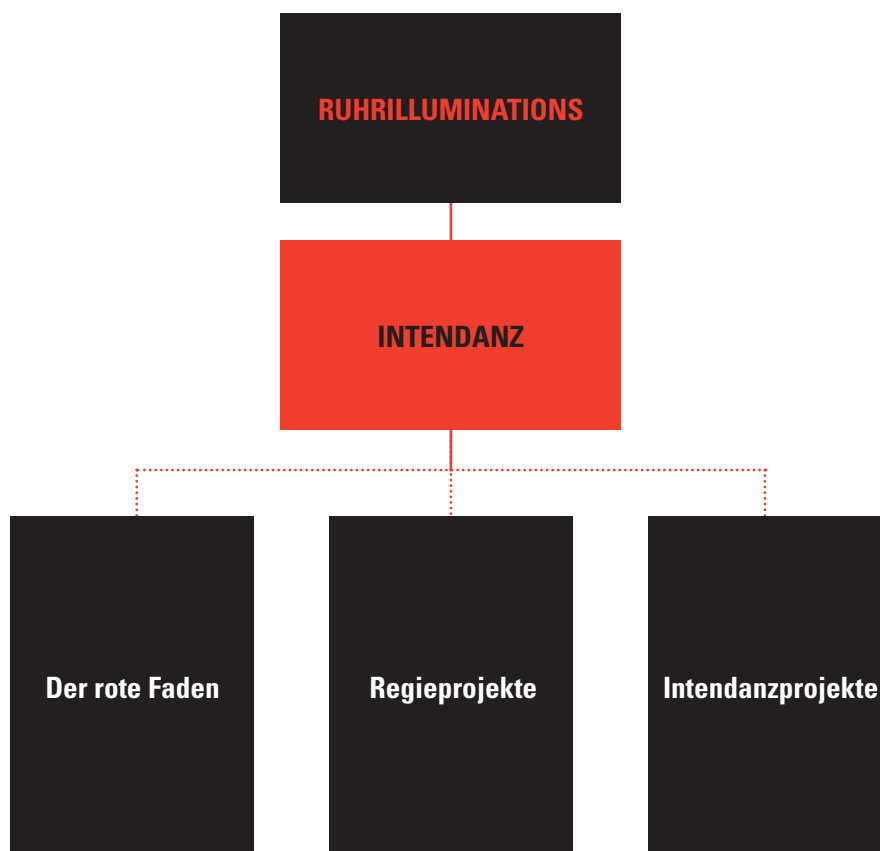 RUHRILLUMINATIONS
INTENDANZ
Der rote Faden
Regieprojekte
Intendanzprojekte